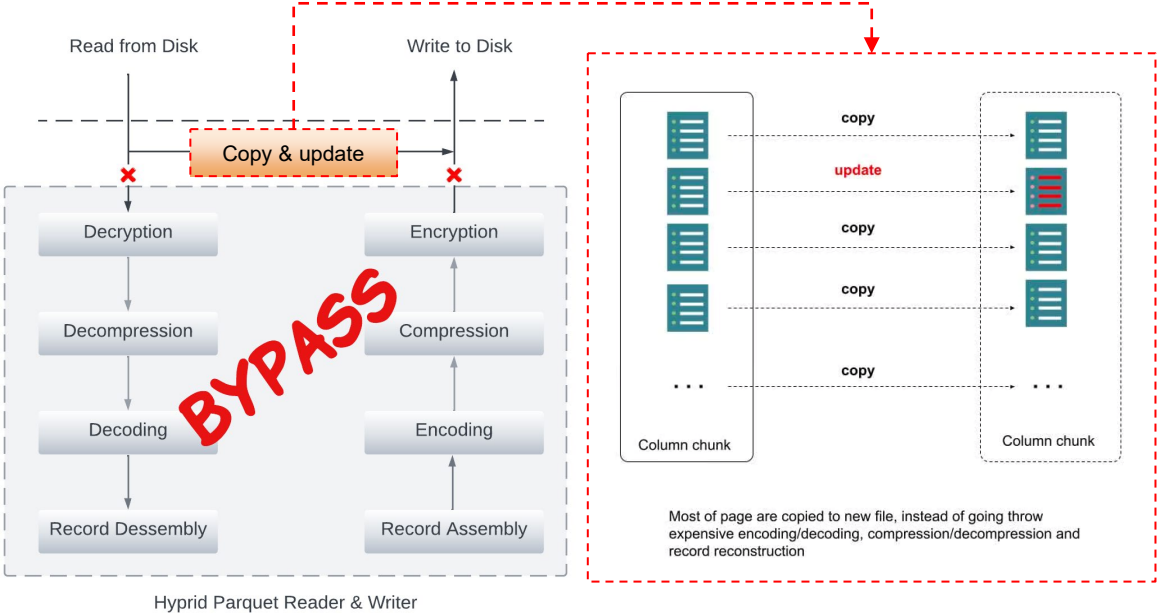 Read from Disk
Write to Disk
Copy & update
Decryption
Encryption
Decompression
Compression
BYPASS
Decoding
Encoding
Record Dessembly
Record Assembly
Hyprid Parquet Reader & Writer
copy
update
copy
copy
. . .
copy
. . .
Column chunk
Column chunk
Most of page are copied to new file, instead of going throw
expensive encoding/decoding, compression/decompression and
record reconstruction